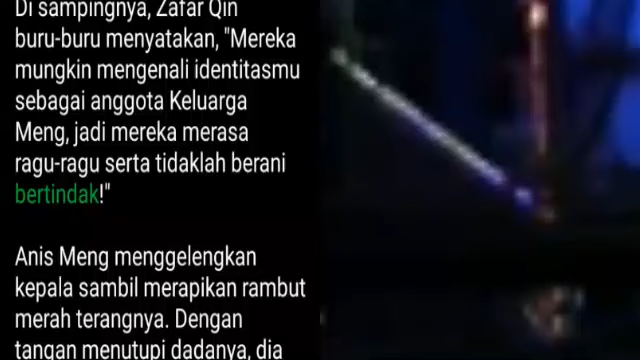 Di sampingnya, Zafar Qin
buru-buru menyatakan, "Mereka
mungkin mengenali identitasmu
sebagai anggota Keluarga
Meng, jadi mereka merasa
ragu-ragu serta tidaklah berani
bertindak!"
Anis Meng menggelengkan
kepala sambil merapikan rambut
merah terangnya. Dengan
tangan menutupi dadanya, dia